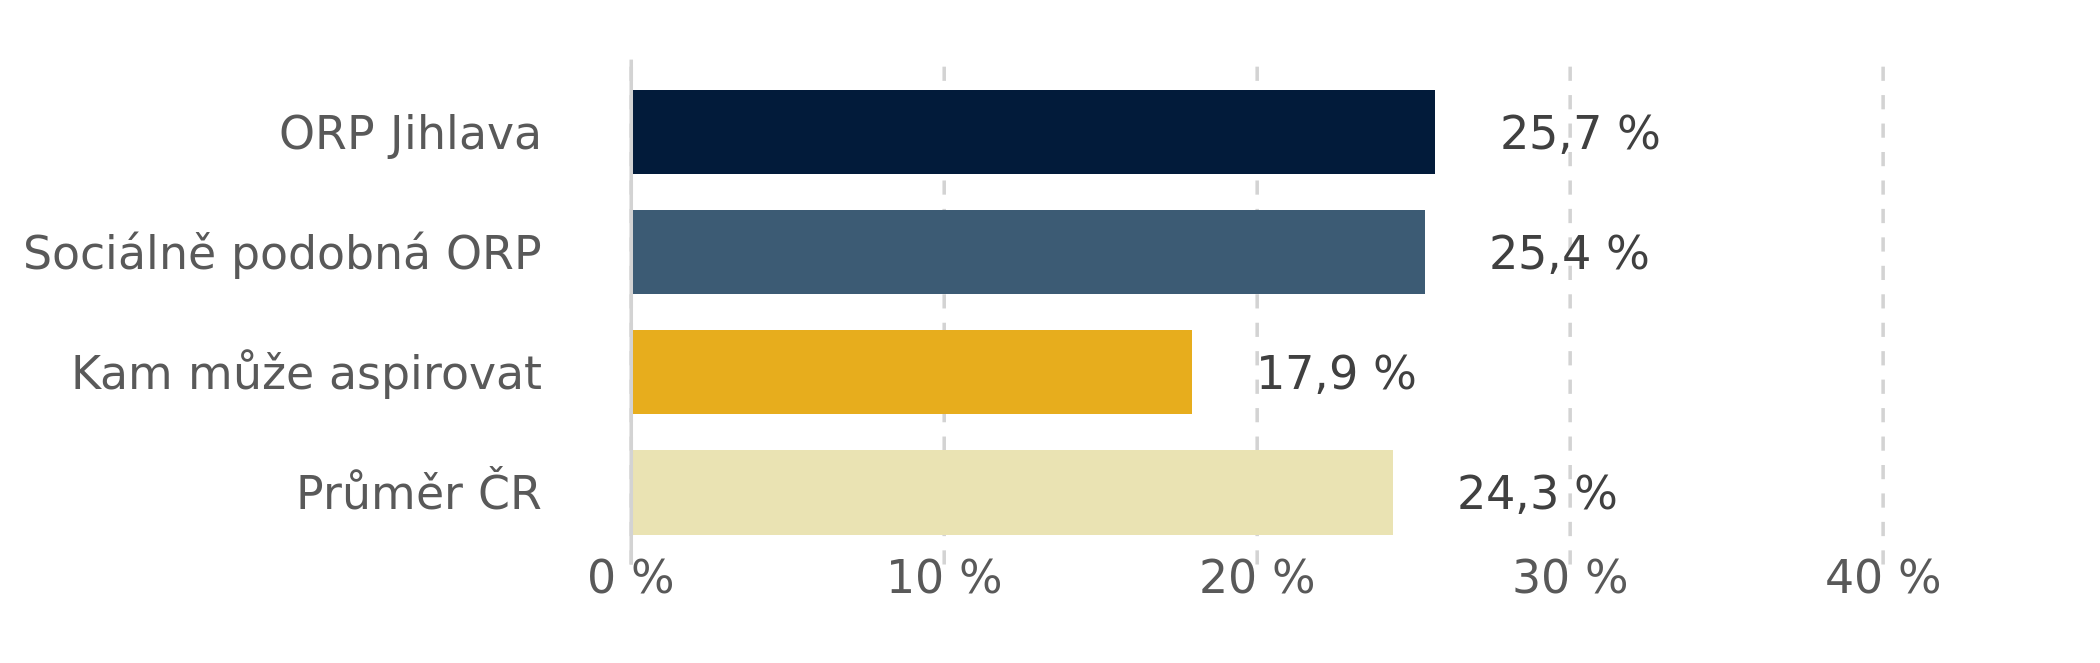 ORP Jihlava 25,7 %
Sociálně podobná ORP 25,4 %
Kam může aspirovat 17,9 %
Průměr ČR 24,3 %
0 % 10 % 20 % 30 % 40 %